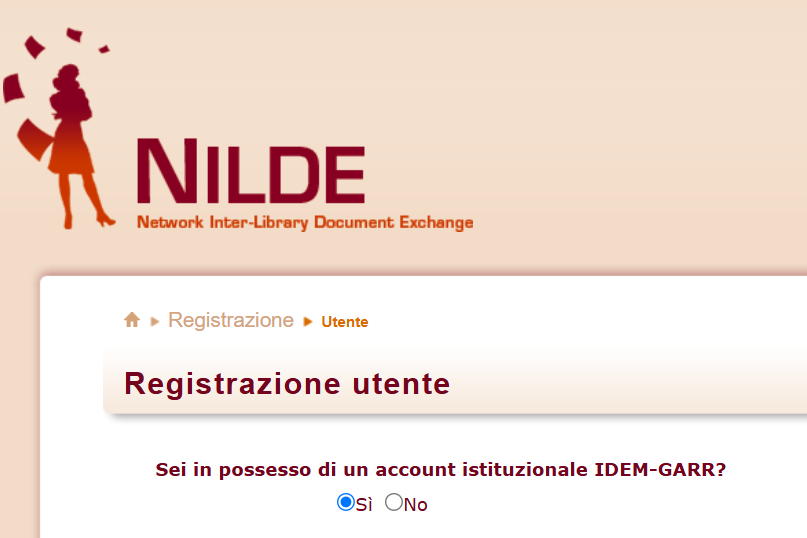 NILDE
Network Inter-Library Document Exchange
Registrazione Utente
Registrazione utente
Sei in possesso di un account istituzionale IDEM-GARR?
Sì No